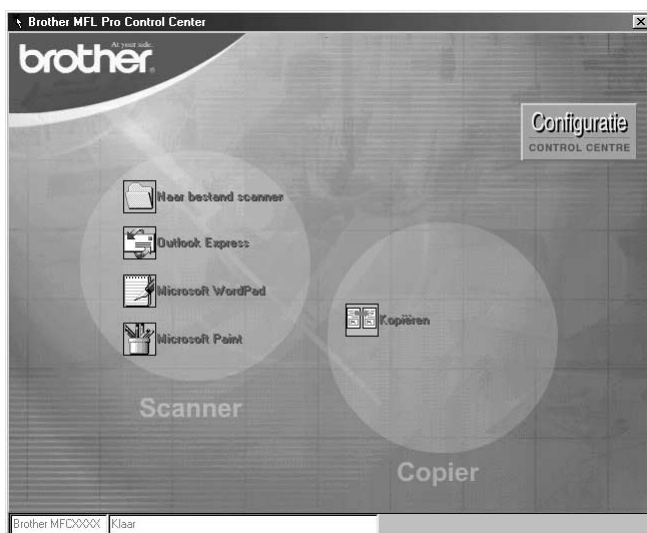 Brother MFL Pro Control Center
At your side.
brother
Configuratie
CONTROL CENTRE
Naar bestand scanner
Outlook Express
Microsoft WordPad
Microsoft Paint
Kopiëren
Scanner
Copier
Brother MFCXXXX
Klaar